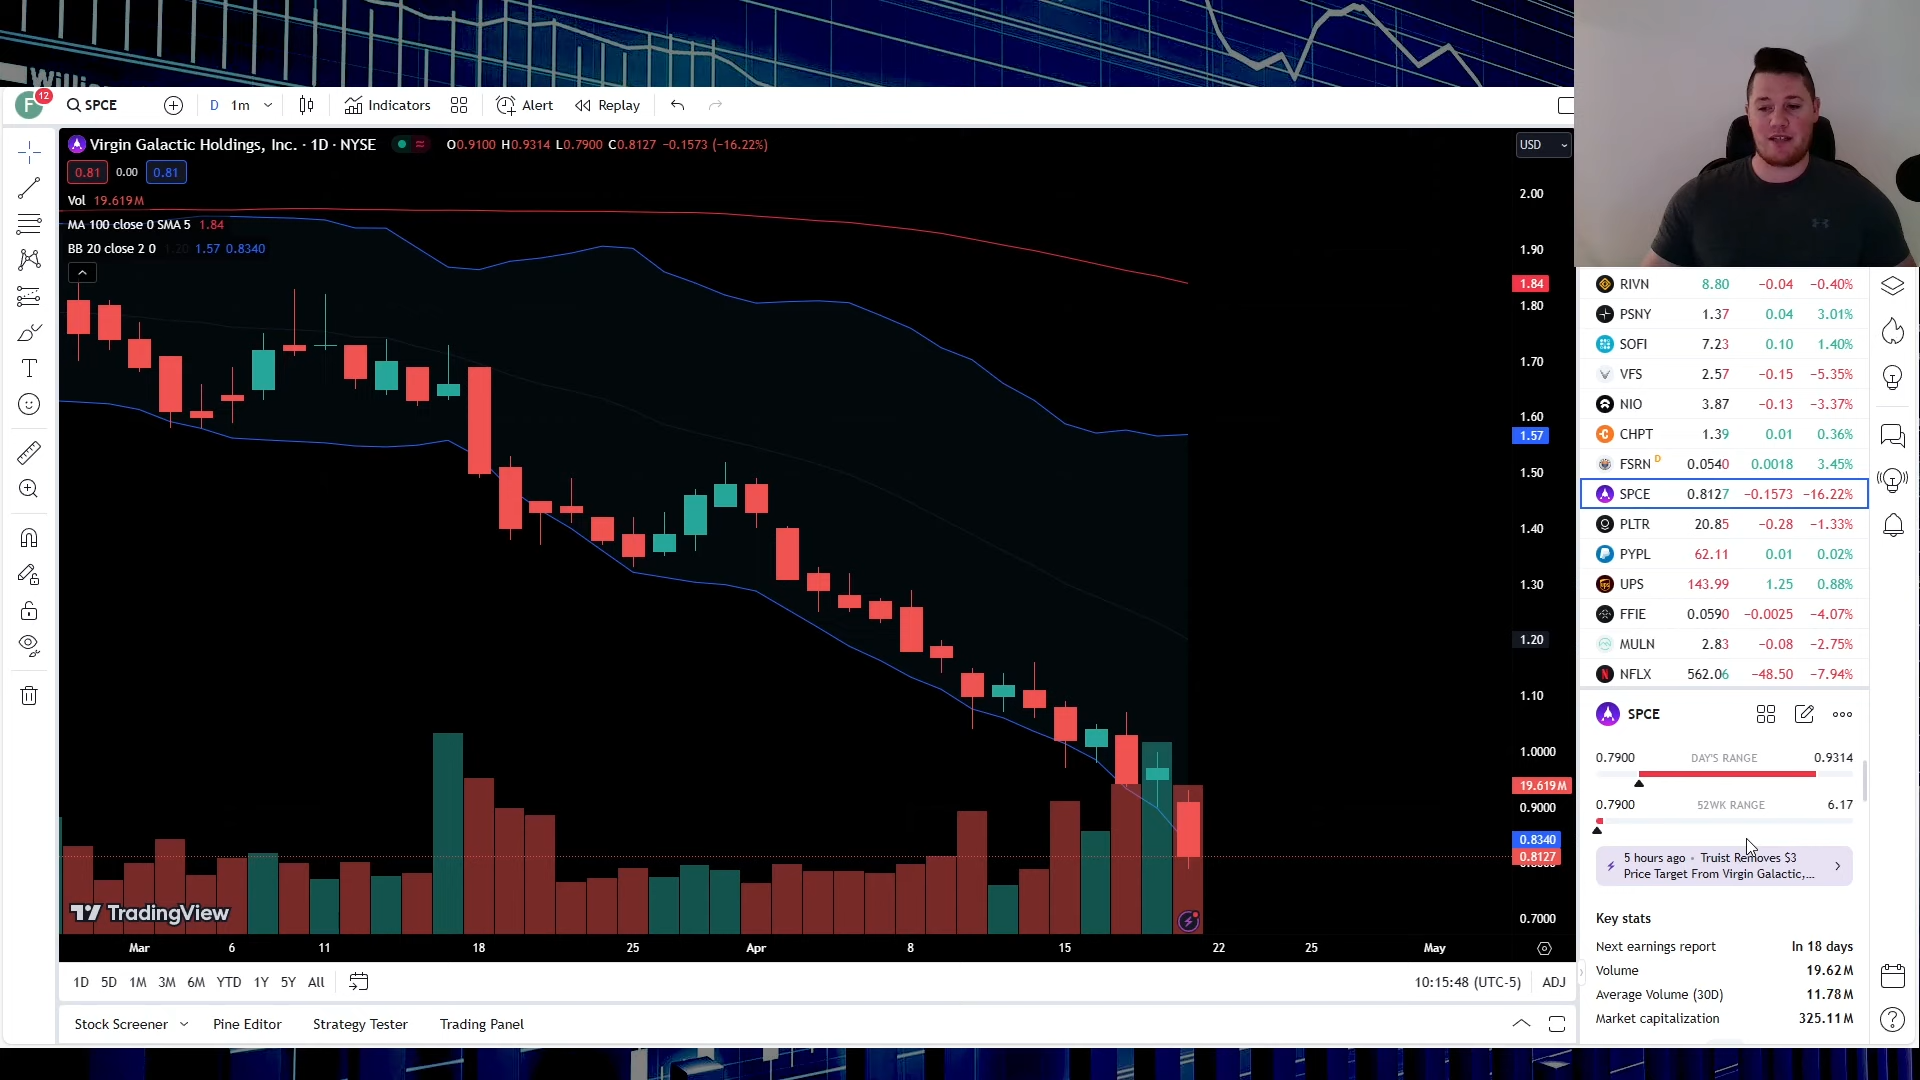 Willi
F 12 SPCE D 1m Indicators Alert Replay
Virgin Galactic Holdings, Inc. · 1D · NYSE O0.9100 H0.9314 L0.7900 C0.8127 −0.1573 (−16.22%) USD
0.81 0.00 0.81
Vol 19.619M
MA 100 close 0 SMA 5 1.84
BB 20 close 2 0 1.20 1.57 0.8340
2.00
1.90
1.84
1.80
1.70
1.60
1.57
1.50
1.40
1.30
1.20
1.10
1.0000
19.619M
0.9000
0.8340
0.8127
0.7000
TradingView
Mar 6 11 18 25 Apr 8 15 22 25 May
1D 5D 1M 3M 6M YTD 1Y 5Y All 10:15:48 (UTC-5) ADJ
Stock Screener Pine Editor Strategy Tester Trading Panel
RIVN 8.80 −0.04 −0.40%
PSNY 1.37 0.04 3.01%
SOFI 7.23 0.10 1.40%
VFS 2.57 −0.15 −5.35%
NIO 3.87 −0.13 −3.37%
CHPT 1.39 0.01 0.36%
FSRN D 0.0540 0.0018 3.45%
SPCE 0.8127 −0.1573 −16.22%
PLTR 20.85 −0.28 −1.33%
PYPL 62.11 0.01 0.02%
UPS 143.99 1.25 0.88%
FFIE 0.0590 −0.0025 −4.07%
MULN 2.83 −0.08 −2.75%
NFLX 562.06 −48.50 −7.94%
SPCE
0.7900 DAY'S RANGE 0.9314
0.7900 52WK RANGE 6.17
5 hours ago · Truist Removes $3
Price Target From Virgin Galactic,...
Key stats
Next earnings report In 18 days
Volume 19.62M
Average Volume (30D) 11.78M
Market capitalization 325.11M